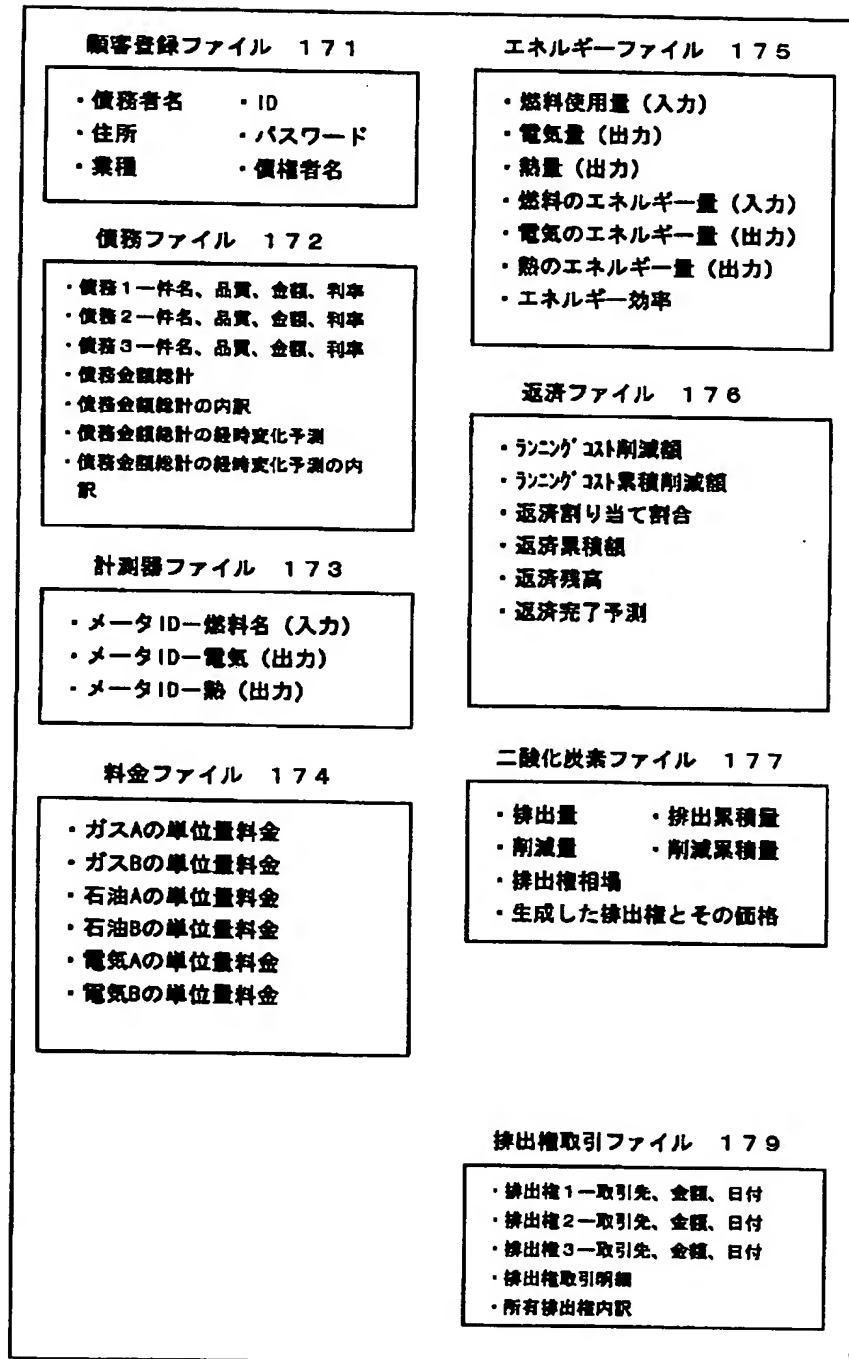 顧客登録ファイル 171
・債務者名 ・ID
・住所 ・パスワード
・業種 ・債権者名
債務ファイル 172
・債務1ー件名、品質、金額、利率
・債務2ー件名、品質、金額、利率
・債務3ー件名、品質、金額、利率
・債務金額総計
・債務金額総計の内訳
・債務金額総計の経時変化予測
・債務金額総計の経時変化予測の内
訳
計測器ファイル 173
・メータIDー燃料名(入力)
・メータIDー電気(出力)
・メータIDー熱(出力)
料金ファイル 174
・ガスAの単位量料金
・ガスBの単位量料金
・石油Aの単位量料金
・石油Bの単位量料金
・電気Aの単位量料金
・電気Bの単位量料金
エネルギーファイル 175
・燃料使用量(入力)
・電気量(出力)
・熱量(出力)
・燃料のエネルギー量(入力)
・電気のエネルギー量(出力)
・熱のエネルギー量(出力)
・エネルギー効率
返済ファイル 176
・ランニングコスト削減額
・ランニングコスト累積削減額
・返済割り当て割合
・返済累積額
・返済残高
・返済完了予測
二酸化炭素ファイル 177
・排出量 ・排出累積量
・削減量 ・削減累積量
・排出権相場
・生成した排出権とその価格
排出権取引ファイル 179
・排出権1ー取引先、金額、日付
・排出権2ー取引先、金額、日付
・排出権3ー取引先、金額、日付
・排出権取引明細
・所有排出権内訳